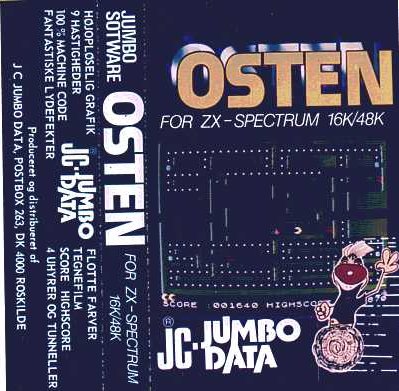 OSTEN
FOR ZX-SPECTRUM 16K/48K
SCORE :001640 HIGHSCO
JC-JUMBO
DATA
JUMBO
SOTWARE
OSTEN
FOR ZX-SPECTRUM
16K/48K
HØJOPLØSELIG GRAFIK
9 HASTIGHEDER
100% MACHINE CODE
FANTASTISKE LYDEFEKTER
JC-JUMBO
DATA
FLOTTE FARVER
TEGNEFILM
SCORE HIGHSCORE
4 UHYRER OG TUNNELLER
Produceret og distribueret af
J C JUMBO DATA, POSTBOX 263, DK 4000 ROSKILDE